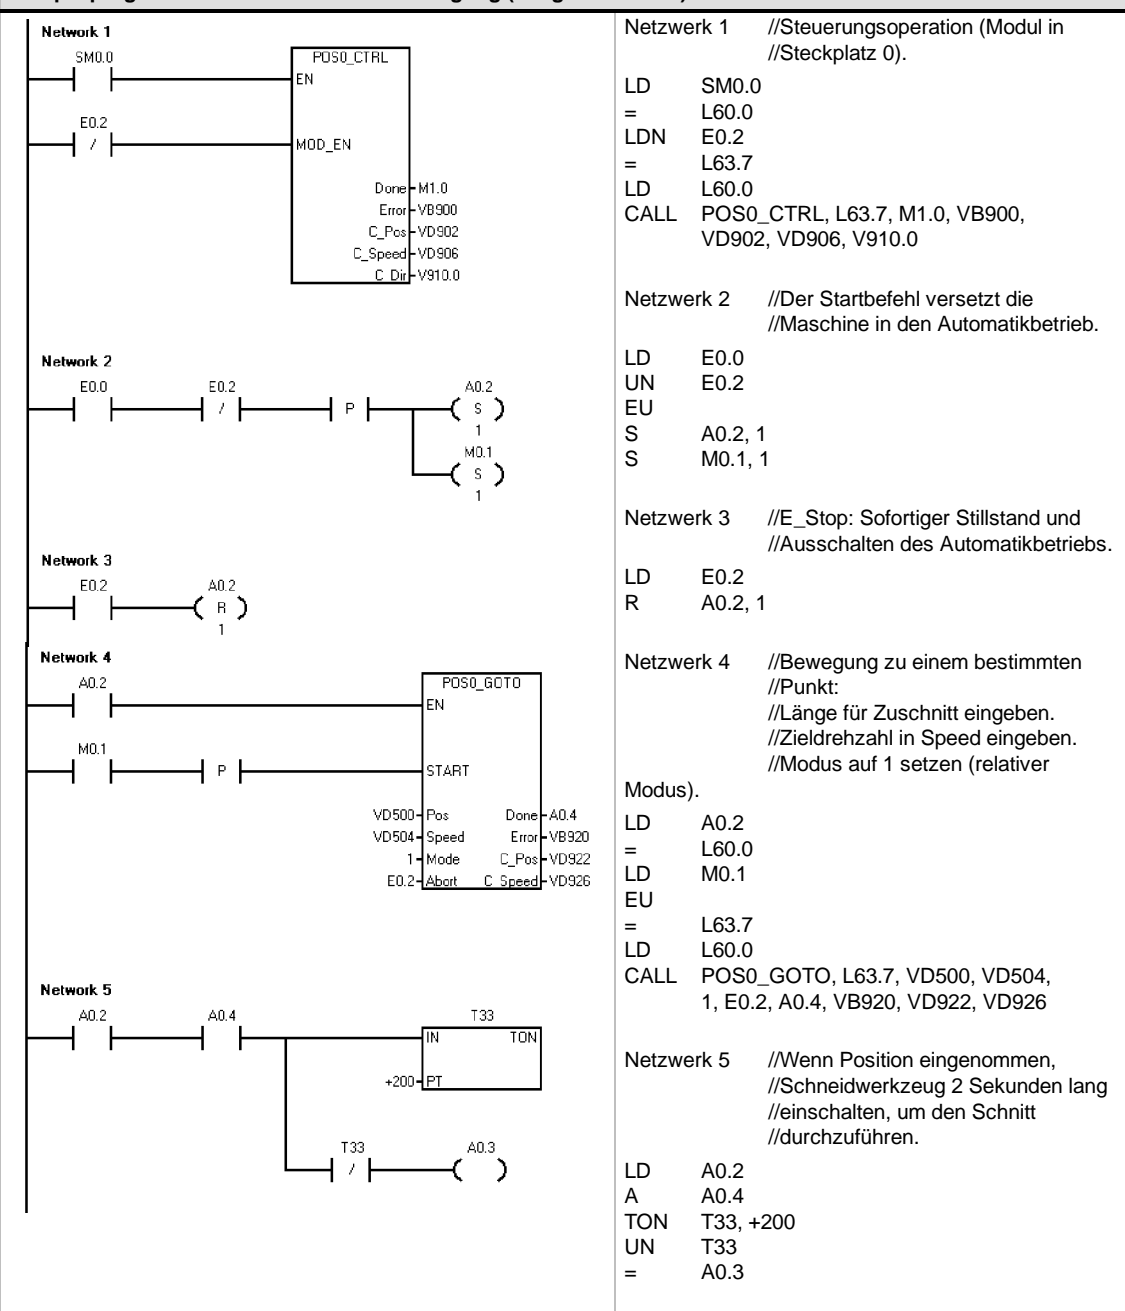 Network 1
SM0.0
POS0_CTRL
EN
E0.2
/
MOD_EN
Done M1.0
Error VB900
C_Pos VD902
C_Speed VD906
C_Dir V910.0
Network 2
E0.0 E0.2 A0.2
/ P S
1
M0.1
S
1
Network 3
E0.2 A0.2
R
1
Network 4
A0.2
POS0_GOTO
EN
M0.1
P
START
VD500 Pos Done A0.4
VD504 Speed Error VB920
1 Mode C_Pos VD922
E0.2 Abort C_Speed VD926
Network 5
A0.2 A0.4 T33
IN TON
+200 PT
T33 A0.3
/
Netzwerk 1 //Steuerungsoperation (Modul in
//Steckplatz 0).
LD SM0.0
= L60.0
LDN E0.2
= L63.7
LD L60.0
CALL POS0_CTRL, L63.7, M1.0, VB900,
VD902, VD906, V910.0
Netzwerk 2 //Der Startbefehl versetzt die
//Maschine in den Automatikbetrieb.
LD E0.0
UN E0.2
EU
S A0.2, 1
S M0.1, 1
Netzwerk 3 //E_Stop: Sofortiger Stillstand und
//Ausschalten des Automatikbetriebs.
LD E0.2
R A0.2, 1
Netzwerk 4 //Bewegung zu einem bestimmten
//Punkt:
//Länge für Zuschnitt eingeben.
//Zieldrehzahl in Speed eingeben.
//Modus auf 1 setzen (relativer
Modus).
LD A0.2
= L60.0
LD M0.1
EU
= L63.7
LD L60.0
CALL POS0_GOTO, L63.7, VD500, VD504,
1, E0.2, A0.4, VB920, VD922, VD926
Netzwerk 5 //Wenn Position eingenommen,
//Schneidwerkzeug 2 Sekunden lang
//einschalten, um den Schnitt
//durchzuführen.
LD A0.2
A A0.4
TON T33, +200
UN T33
= A0.3